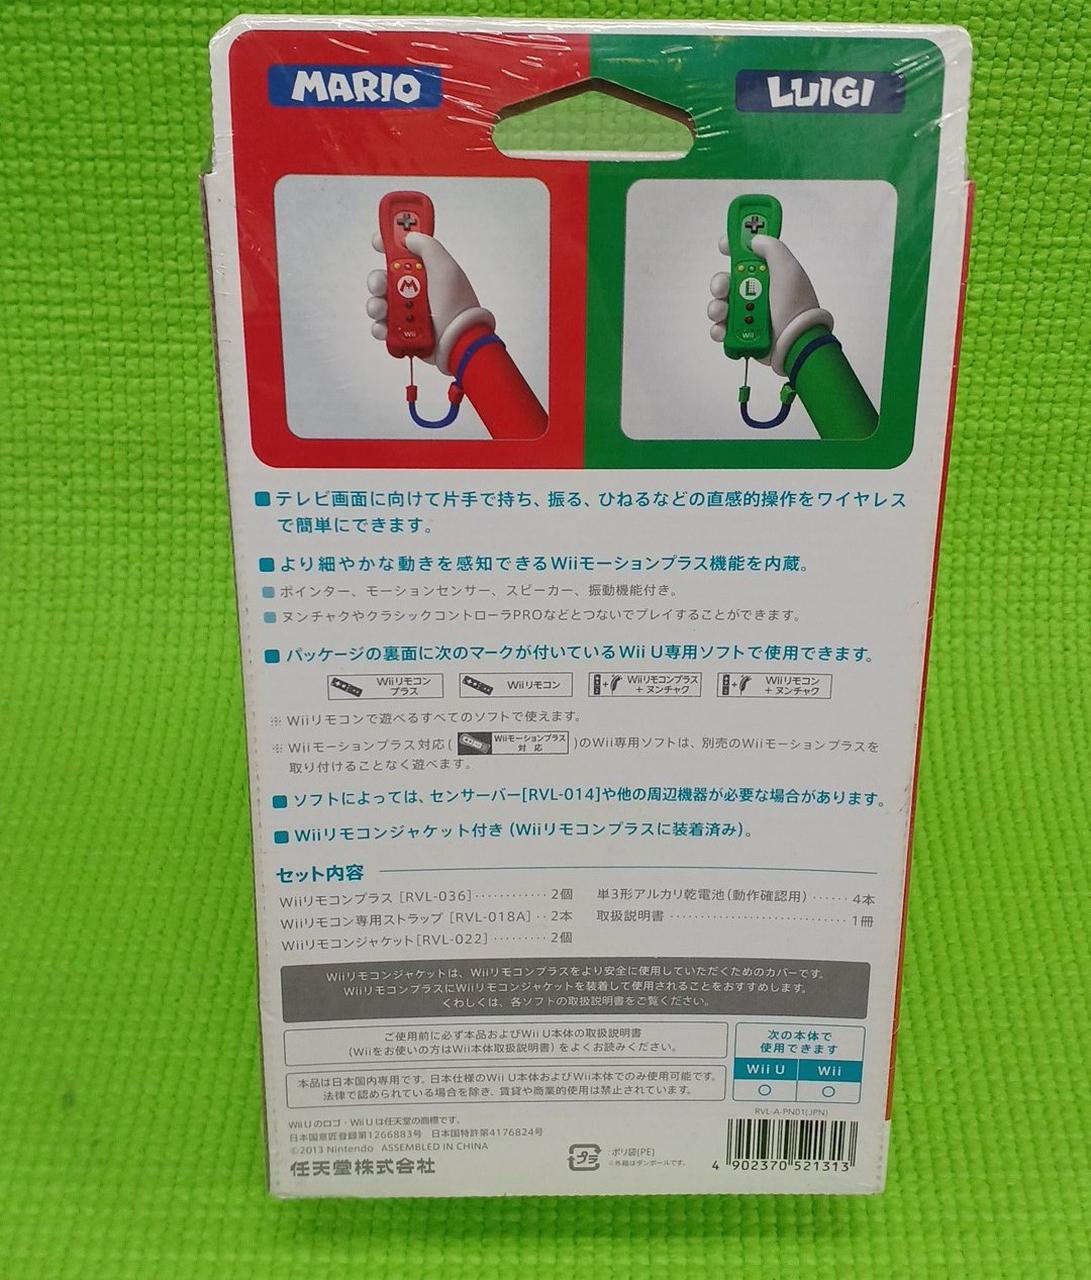 MARIO
LUIGI
M
L
Wii
Wii
■テレビ画面に向けて片手で持ち、振る、ひねるなどの直感的操作をワイヤレス
で簡単にできます。
■より細やかな動きを感知できるWiiモーションプラス機能を内蔵。
■ポインター、モーションセンサー、スピーカー、振動機能付き。
■ヌンチャクやクラシックコントローラPROなどとつないでプレイすることができます。
■パッケージの裏面に次のマークが付いているWii U専用ソフトで使用できます。
Wiiリモコン
プラス
Wiiリモコン
Wiiリモコンプラス
+ ヌンチャク
Wiiリモコン
+ ヌンチャク
※Wiiリモコンで遊べるすべてのソフトで使えます。
※Wiiモーションプラス対応(Wiiモーションプラス 対 応)のWii専用ソフトは、別売のWiiモーションプラスを
取り付けることなく遊べます。
■ソフトによっては、センサーバー[RVL-014]や他の周辺機器が必要な場合があります。
■Wiiリモコンジャケット付き(Wiiリモコンプラスに装着済み)。
セット内容
Wiiリモコンプラス [RVL-036]············2個
Wiiリモコン専用ストラップ [RVL-018A]··2本
Wiiリモコンジャケット[RVL-022]·········2個
単3形アルカリ乾電池(動作確認用)······4本
取扱説明書·························1冊
Wiiリモコンジャケットは、Wiiリモコンプラスをより安全に使用していただくためのカバーです。
WiiリモコンプラスにWiiリモコンジャケットを装着して使用されることをおすすめします。
くわしくは、各ソフトの取扱説明書をご覧ください。
ご使用前に必ず本品およびWii U本体の取扱説明書
(Wiiをお使いの方はWii本体取扱説明書)をよくお読みください。
本品は日本国内専用です。日本仕様のWii U本体およびWii本体でのみ使用可能です。
法律で認められている場合を除き、賃貸や商業的使用は禁止されています。
次の本体で
使用できます
Wii U Wii
○ ○
RVL-A-PN01(JPN)
Wii Uのロゴ・Wii Uは任天堂の商標です。
日本国意匠登録第1266883号 日本国特許第4176824号
©2013 Nintendo ASSEMBLED IN CHINA
任天堂株式会社
プラ
:ポリ袋(PE)
※外箱はダンボールです。
4 902370 521313